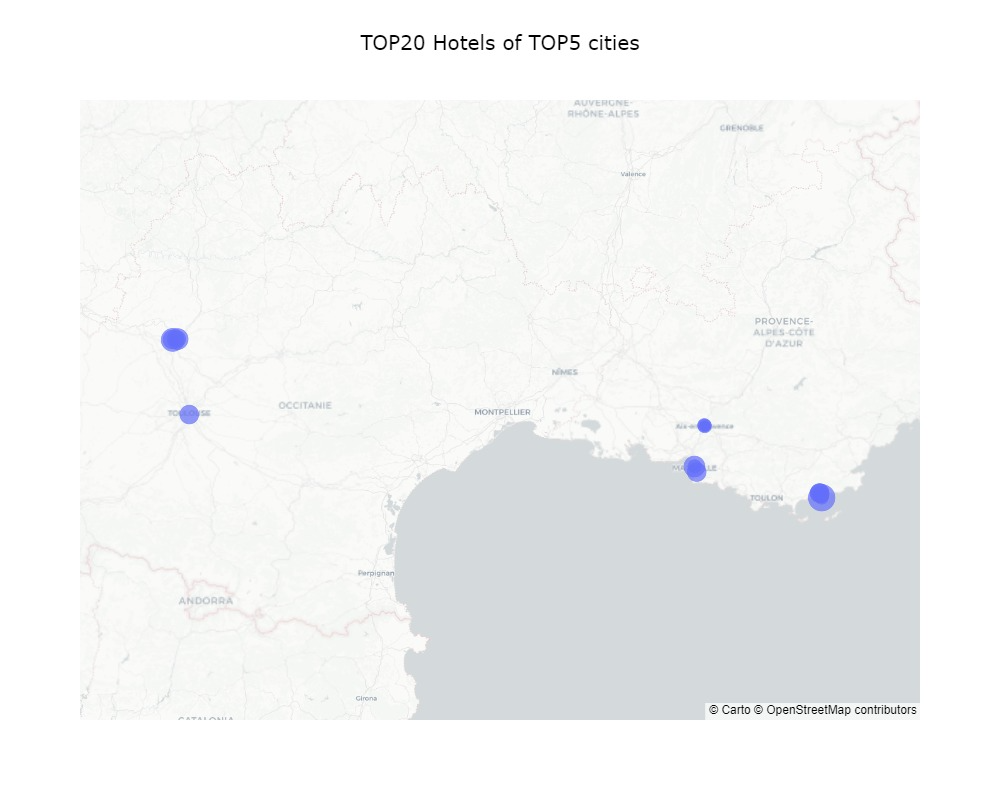 TOP20 Hotels of TOP5 cities
AUVERGNE-
RHÔNE-ALPES
GRENOBLE
Valence
PROVENCE-
ALPES-CÔTE
D'AZUR
NÎMES
OCCITANIE
MONTPELLIER
TOULON
Perpignan
ANDORRA
Girona
CATALONIA
© Carto © OpenStreetMap contributors